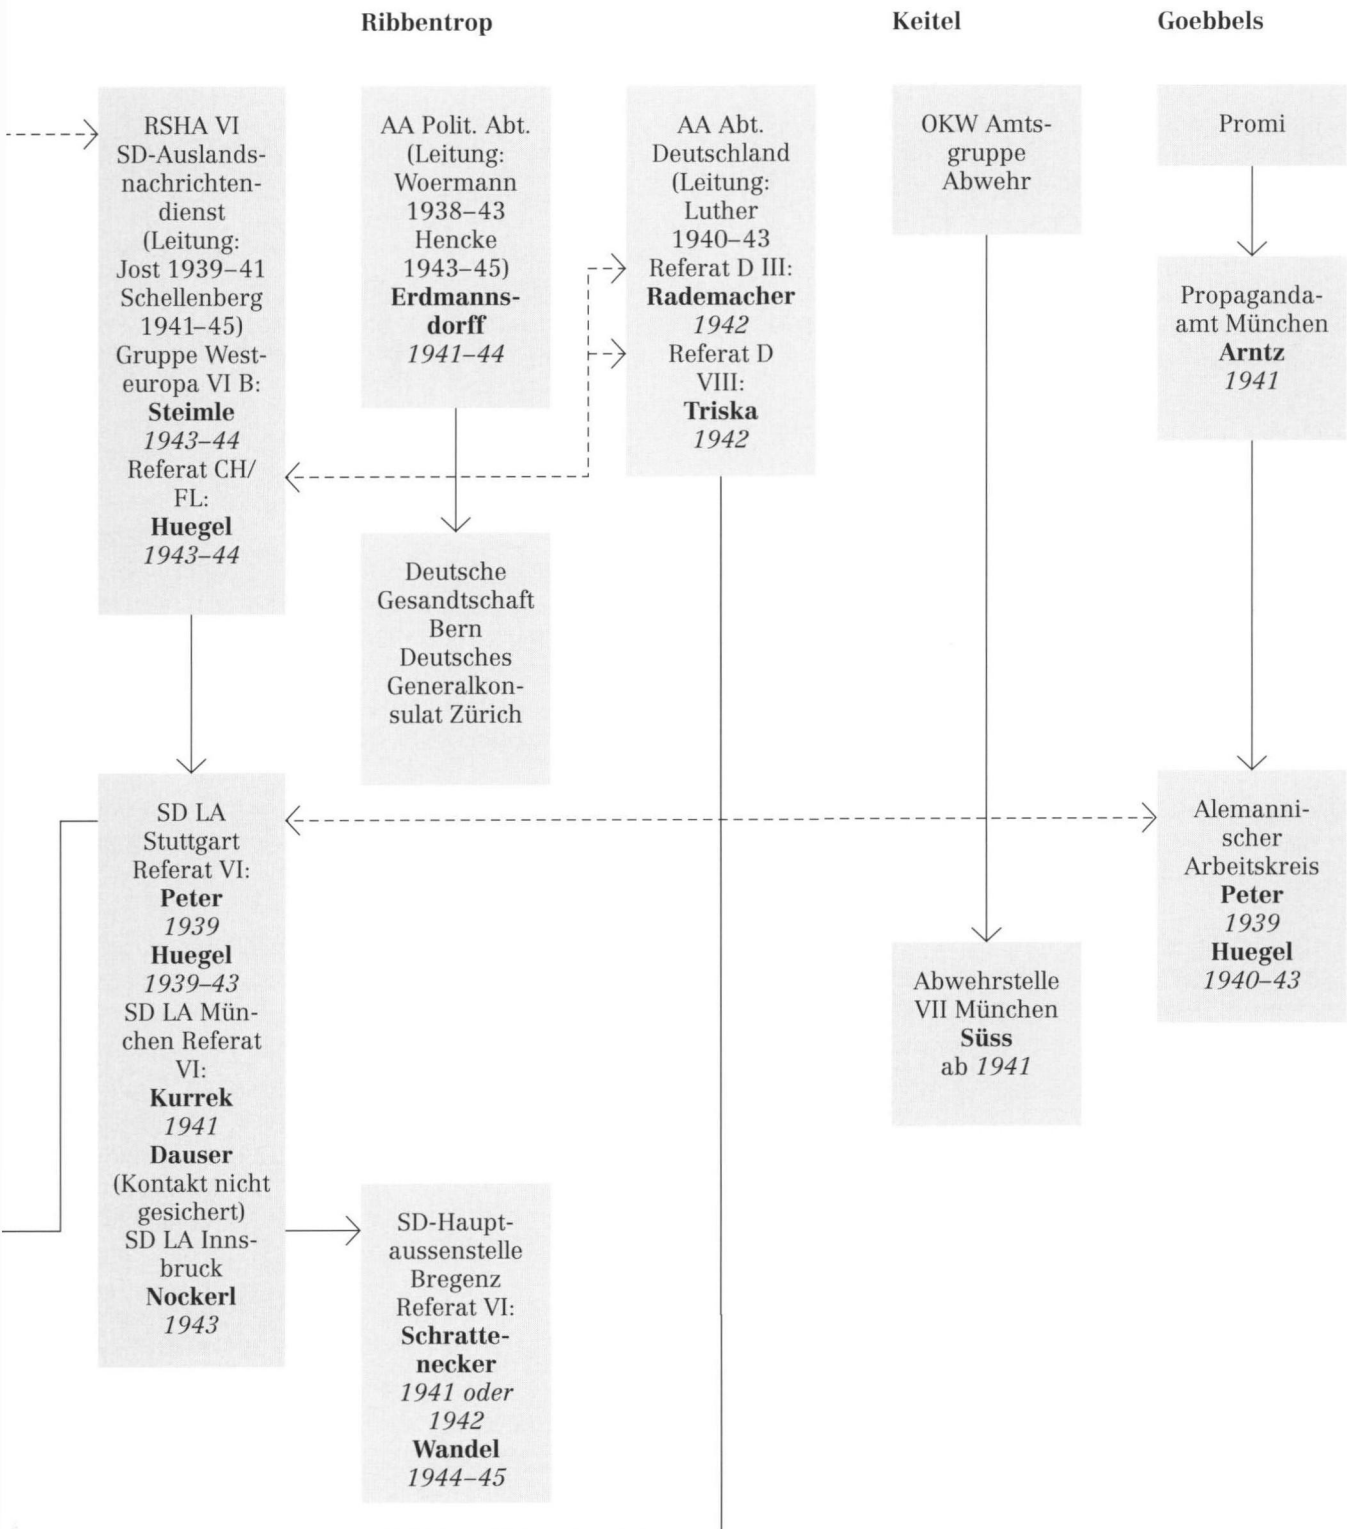 Ribbentrop
Keitel
Goebbels
RSHA VI
SD-Auslands-
nachrichten-
dienst
(Leitung:
Jost 1939–41
Schellenberg
1941–45)
Gruppe West-
europa VI B:
Steimle
1943–44
Referat CH/
FL:
Huegel
1943–44
AA Polit. Abt.
(Leitung:
Woermann
1938–43
Hencke
1943–45)
Erdmanns-
dorff
1941–44
AA Abt.
Deutschland
(Leitung:
Luther
1940–43
Referat D III:
Rademacher
1942
Referat D
VIII:
Triska
1942
OKW Amts-
gruppe
Abwehr
Promi
Propaganda-
amt München
Arntz
1941
Deutsche
Gesandtschaft
Bern
Deutsches
Generalkon-
sulat Zürich
SD LA
Stuttgart
Referat VI:
Peter
1939
Huegel
1939–43
SD LA Mün-
chen Referat
VI:
Kurrek
1941
Dauser
(Kontakt nicht
gesichert)
SD LA Inns-
bruck
Nockerl
1943
Alemanni-
scher
Arbeitskreis
Peter
1939
Huegel
1940–43
Abwehrstelle
VII München
Süss
ab 1941
SD-Haupt-
aussenstelle
Bregenz
Referat VI:
Schratte-
necker
1941 oder
1942
Wandel
1944–45